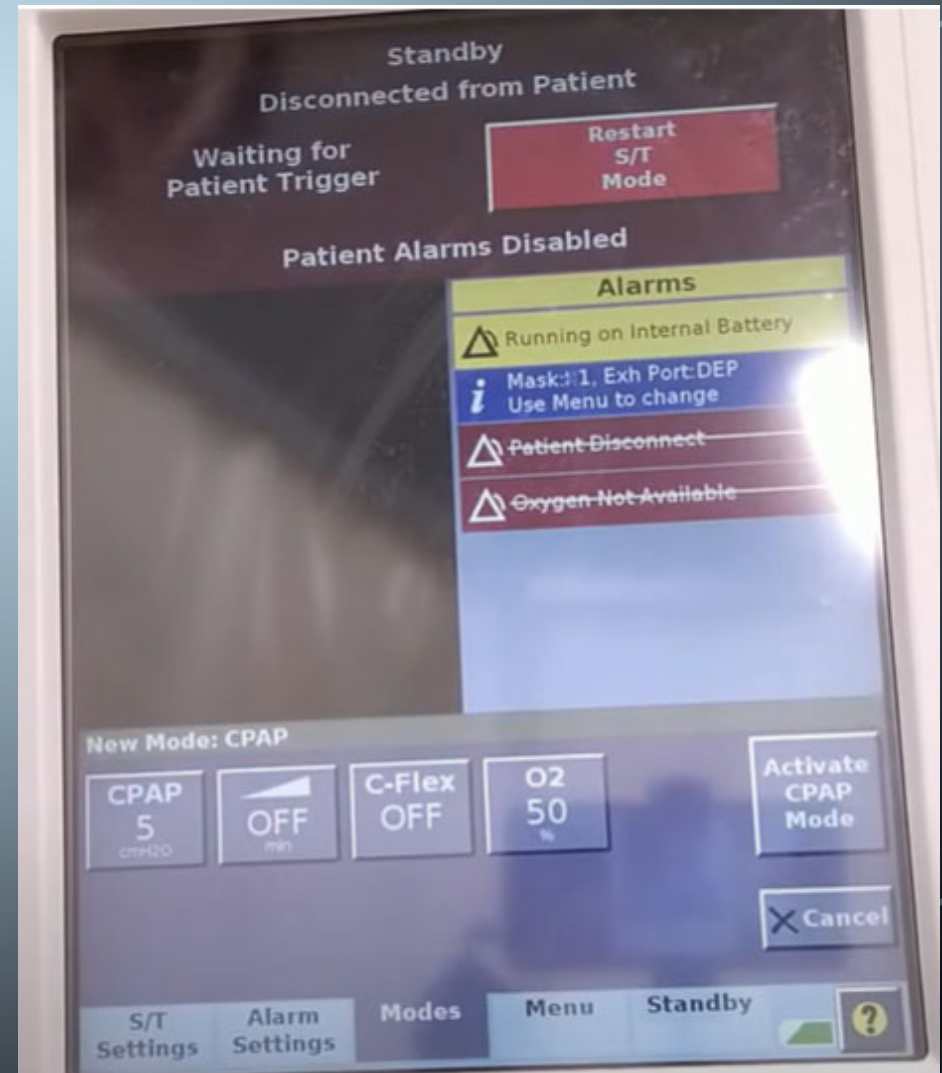 Standby
Disconnected from Patient
Waiting for
Patient Trigger
Restart
S/T
Mode
Patient Alarms Disabled
Alarms
Running on Internal Battery
i Mask: 1, Exh Port:DEP
Use Menu to change
Patient Disconnect
Oxygen Not Available
New Mode: CPAP
CPAP
5
cmH2O
OFF
min
C-Flex
OFF
O2
50
%
Activate
CPAP
Mode
Cancel
S/T
Settings
Alarm
Settings
Modes
Menu
Standby
?